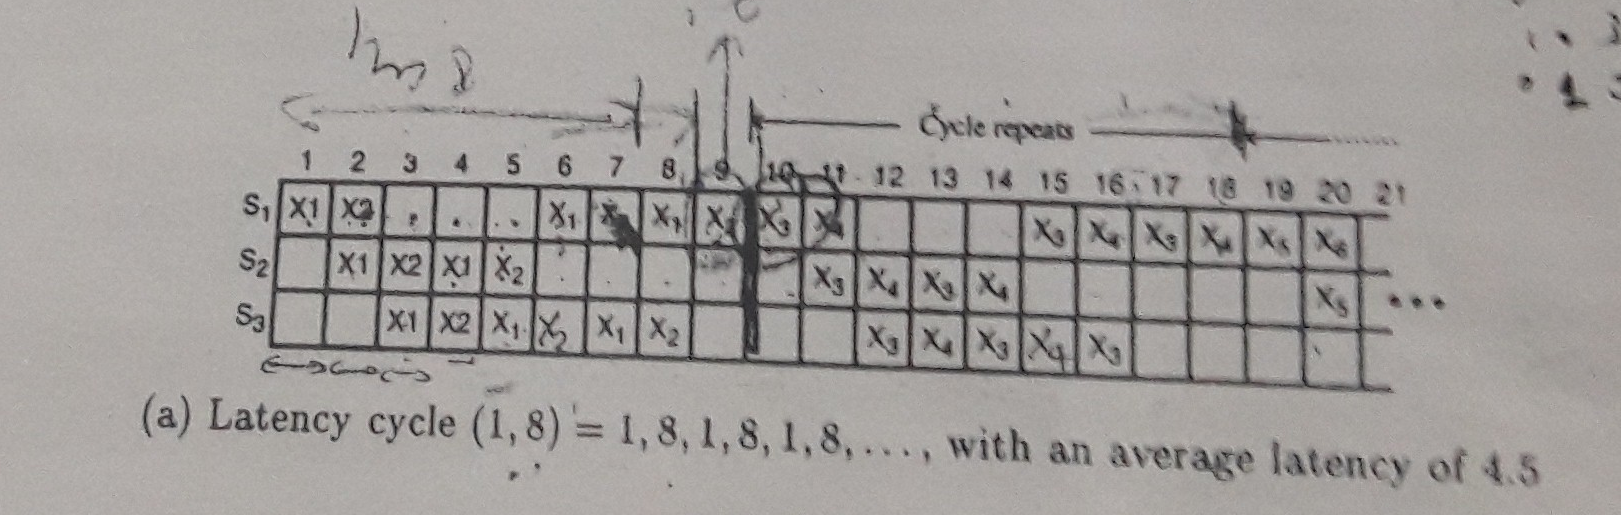 Cycle repeats
1 2 3 4 5 6 7 8 9 10 11 12 13 14 15 16 17 18 19 20 21
S₁ X1 X2 X₁ X₁ X₃ X₃ X₄ X₃ X₄ X₅ X₆
S₂ X1 X2 X1 X₂ X₃ X₄ X₃ X₄ X₅ ...
S₃ X1 X2 X₁ X₂ X₁ X₂ X₃ X₄ X₃ X₄ X₃
(a) Latency cycle (1, 8) = 1, 8, 1, 8, 1, 8, ..., with an average latency of 4.5